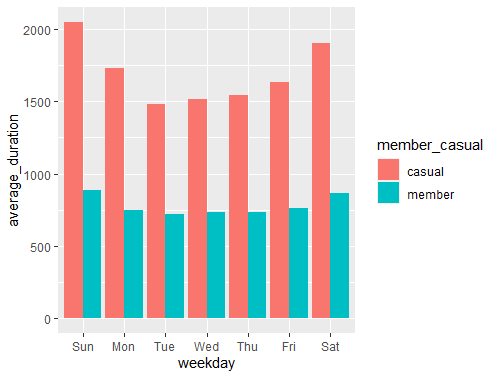 2000
1500
1000
500
0
average_duration
Sun Mon Tue Wed Thu Fri Sat
weekday
member_casual
casual
member